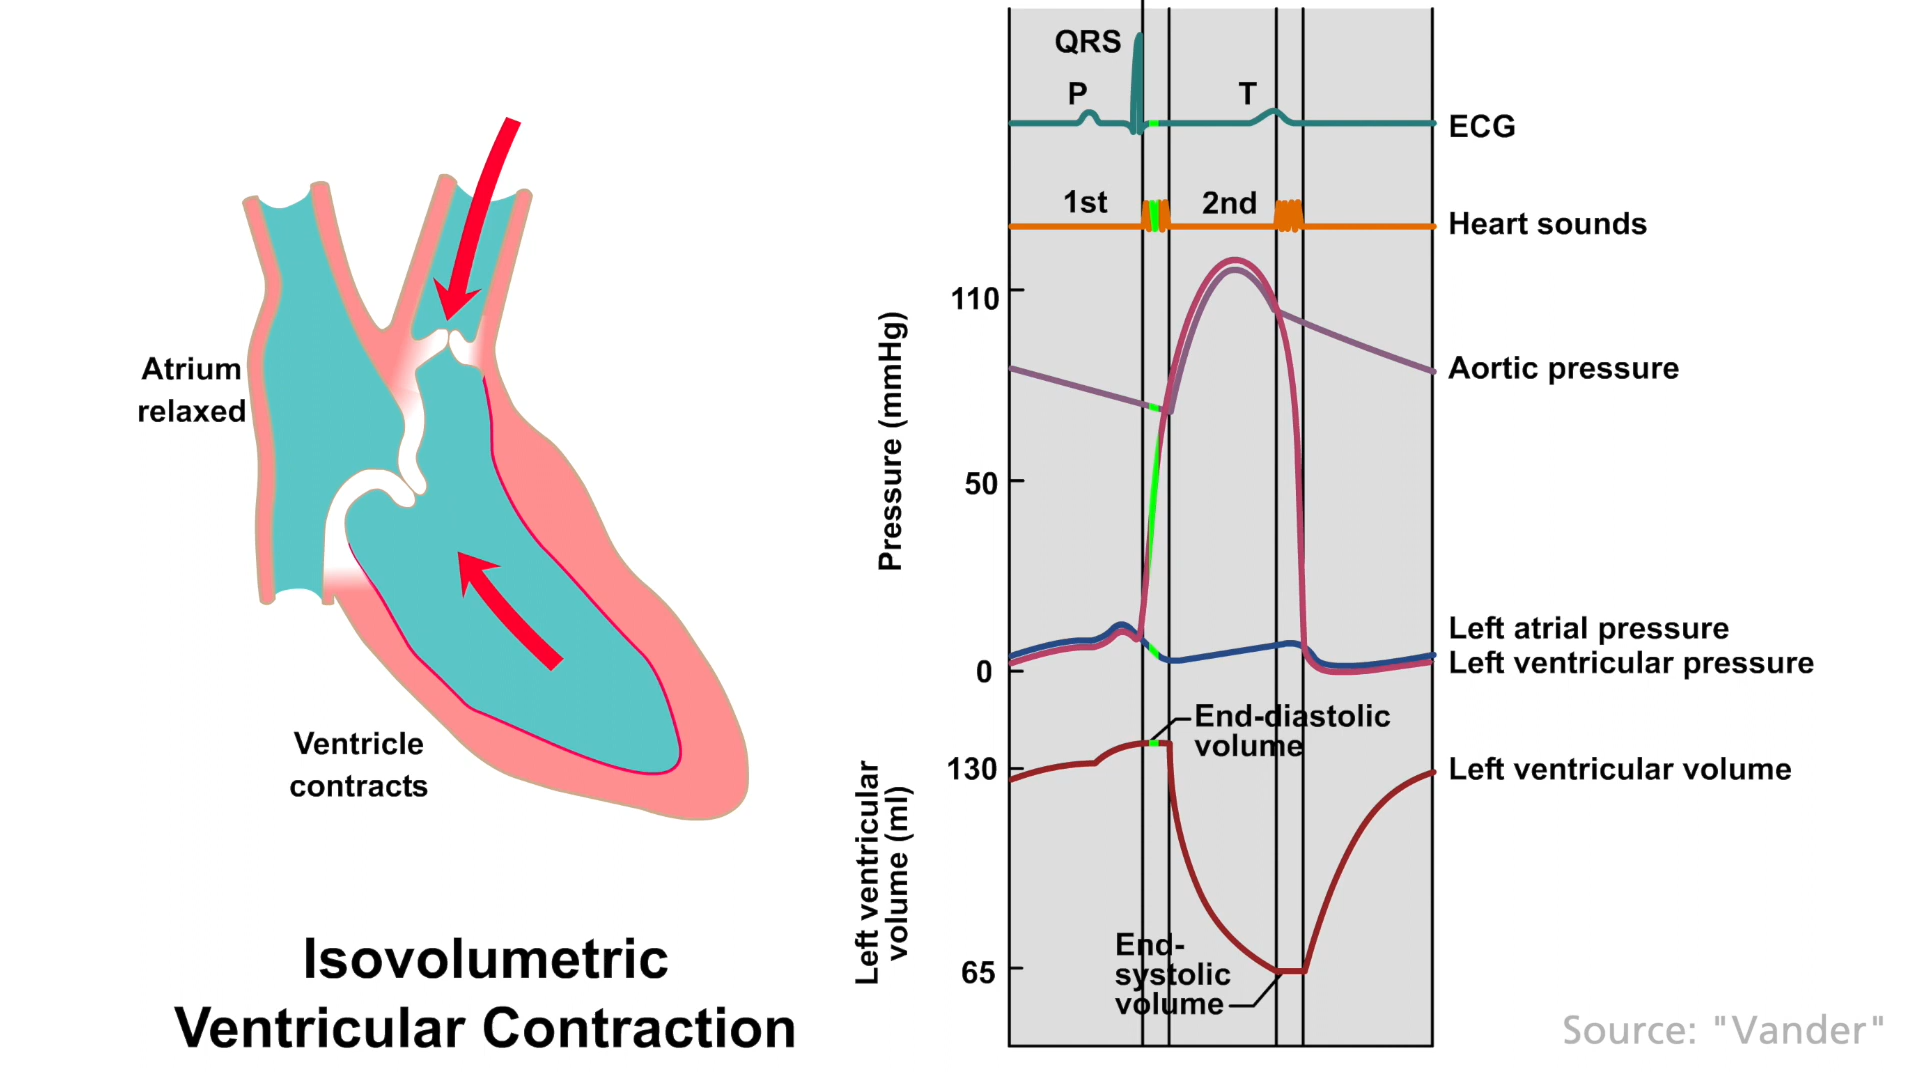 Atrium
relaxed
Ventricle
contracts
Isovolumetric
Ventricular Contraction
QRS
P
T
ECG
1st
2nd
Heart sounds
Pressure (mmHg)
110
50
0
Aortic pressure
Left atrial pressure
Left ventricular pressure
End-diastolic
volume
Left ventricular
volume (ml)
130
65
Left ventricular volume
End-
systolic
volume
Source: "Vander"